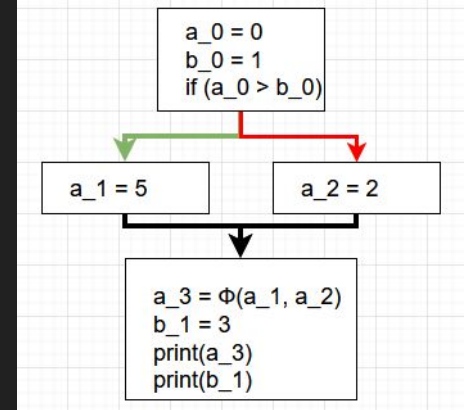 a_0 = 0
b_0 = 1
if (a_0 > b_0)
a_1 = 5
a_2 = 2
a_3 = Φ(a_1, a_2)
b_1 = 3
print(a_3)
print(b_1)